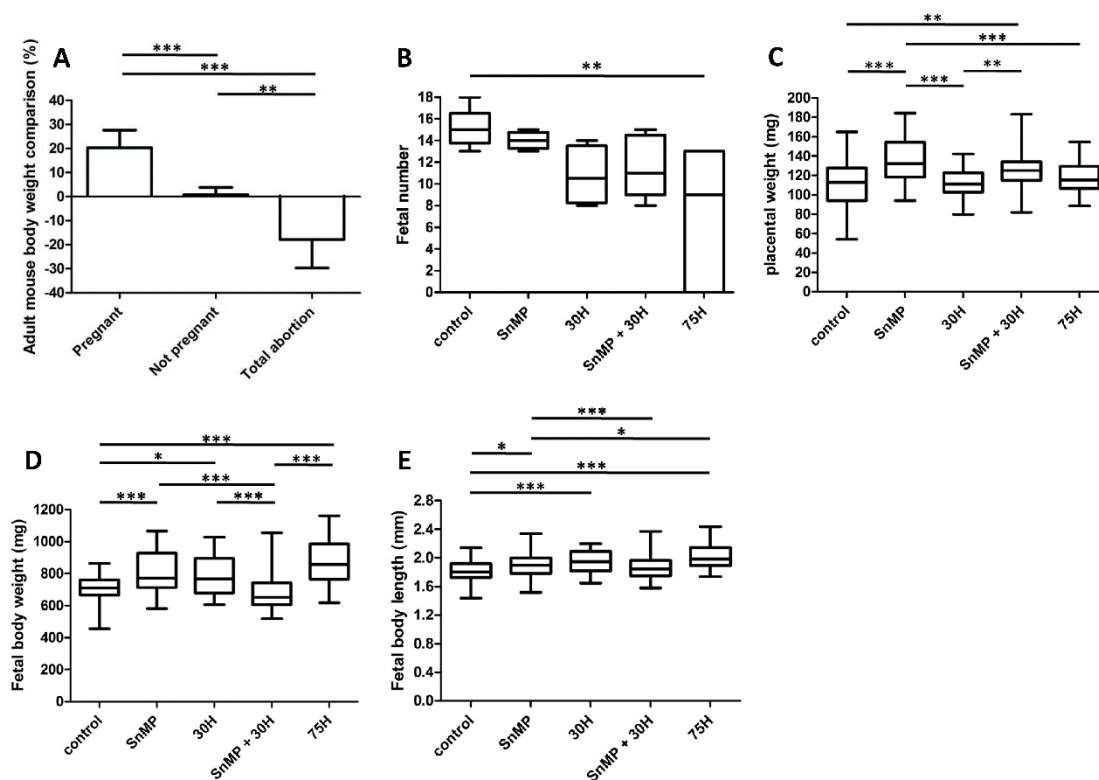 A
Adult mouse body weight comparison (%)
***
***
**
40
30
20
10
0
-10
-20
-30
-40
Pregnant
Not pregnant
Total abortion
B
Fetal number
**
18
16
14
12
10
8
6
4
2
0
control
SnMP
30H
SnMP + 30H
75H
C
placental weight (mg)
**
***
***
**
***
200
180
160
140
120
100
80
60
40
20
0
control
SnMP
30H
SnMP + 30H
75H
D
Fetal body weight (mg)
***
*
***
***
***
***
1200
1000
800
600
400
200
0
control
SnMP
30H
SnMP + 30H
75H
E
Fetal body length (mm)
***
*
*
***
***
2.8
2.4
2.0
1.6
1.2
0.8
0.4
0.0
control
SnMP
30H
SnMP + 30H
75H